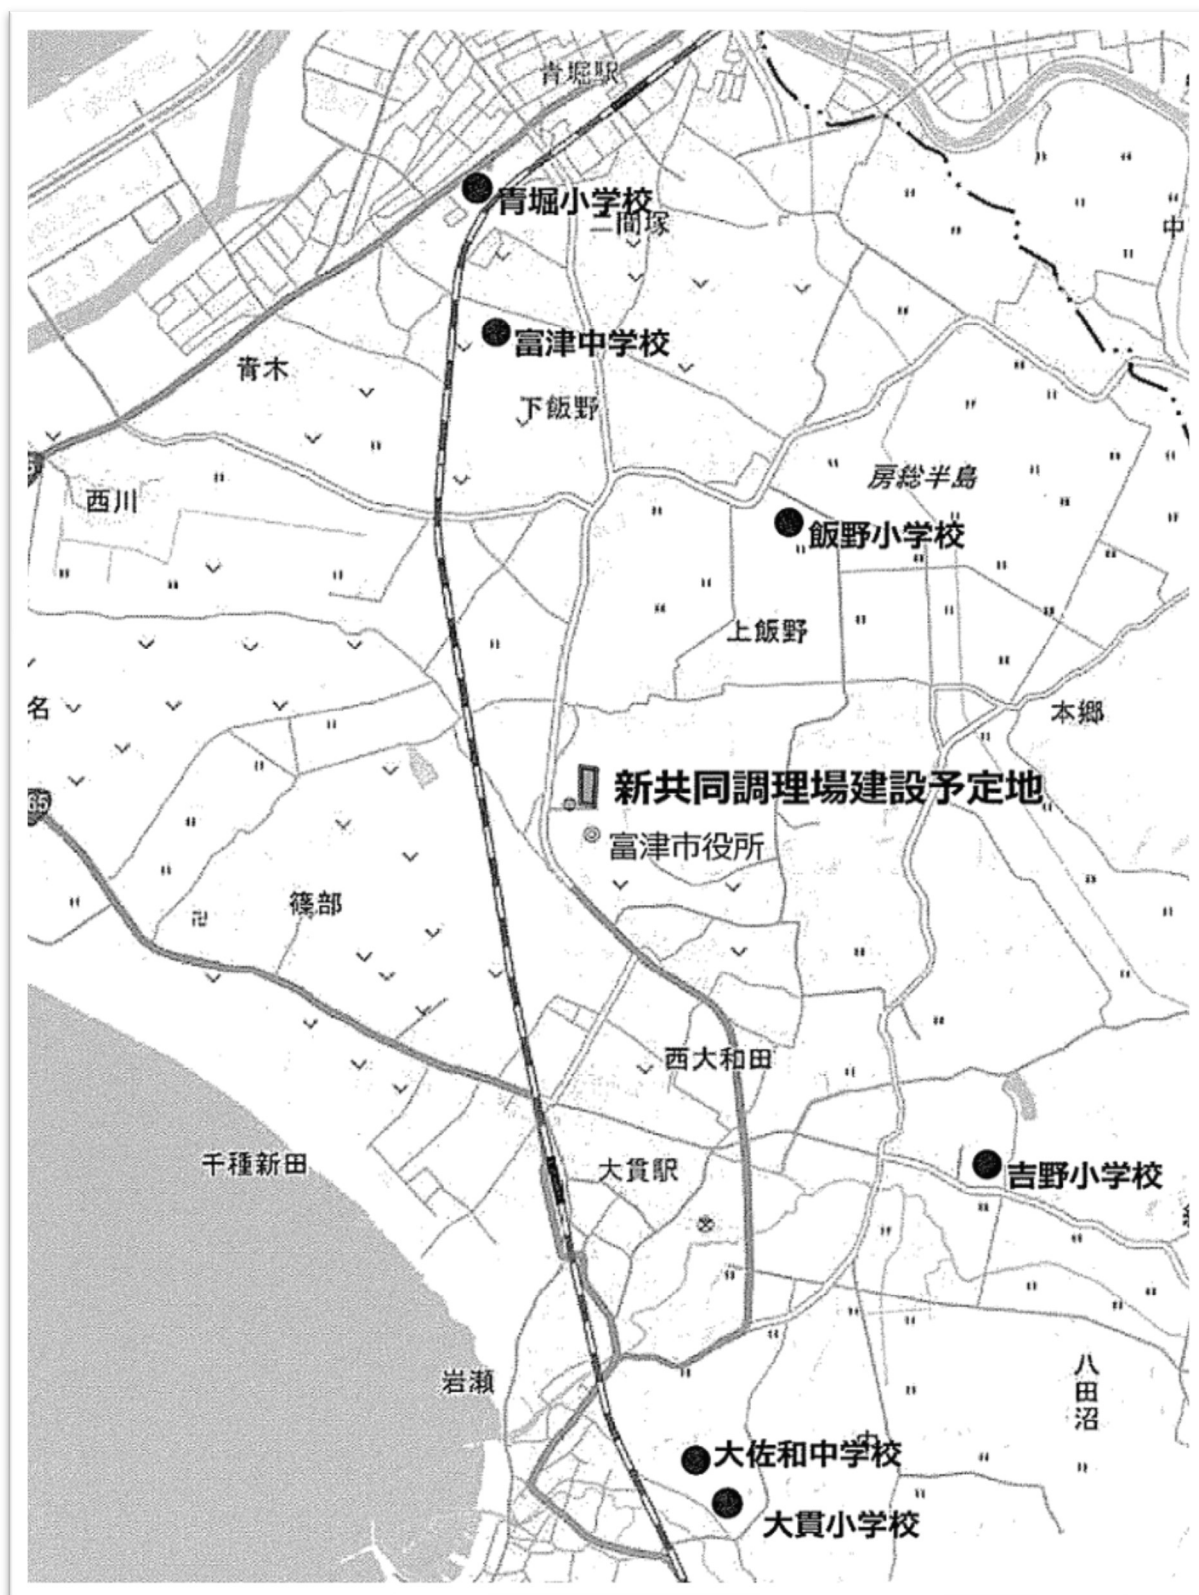 青堀駅
青堀小学校
二間塚
中
富津中学校
青木
下飯野
房総半島
西川
飯野小学校
上飯野
名
本郷
新共同調理場建設予定地
65
富津市役所
篠部
西大和田
千種新田
大貫駅
吉野小学校
岩瀬
八田沼
大佐和中学校
中
大貫小学校